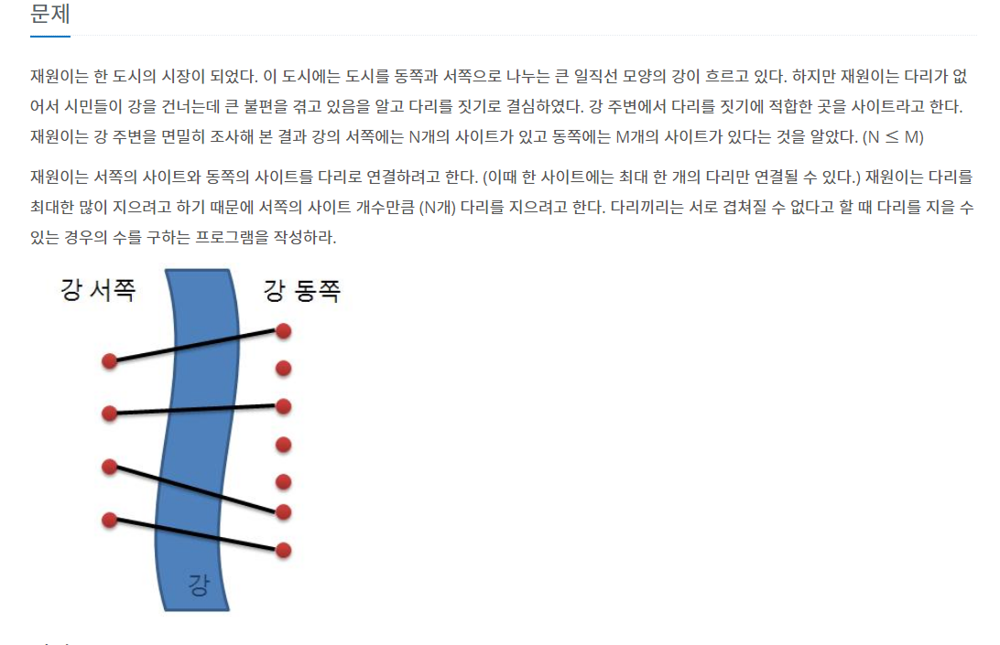 문제
재원이는 한 도시의 시장이 되었다. 이 도시에는 도시를 동쪽과 서쪽으로 나누는 큰 일직선 모양의 강이 흐르고 있다. 하지만 재원이는 다리가 없
어서 시민들이 강을 건너는데 큰 불편을 겪고 있음을 알고 다리를 짓기로 결심하였다. 강 주변에서 다리를 짓기에 적합한 곳을 사이트라고 한다.
재원이는 강 주변을 면밀히 조사해 본 결과 강의 서쪽에는 N개의 사이트가 있고 동쪽에는 M개의 사이트가 있다는 것을 알았다. (N ≤ M)
재원이는 서쪽의 사이트와 동쪽의 사이트를 다리로 연결하려고 한다. (이때 한 사이트에는 최대 한 개의 다리만 연결될 수 있다.) 재원이는 다리를
최대한 많이 지으려고 하기 때문에 서쪽의 사이트 개수만큼 (N개) 다리를 지으려고 한다. 다리끼리는 서로 겹쳐질 수 없다고 할 때 다리를 지을 수
있는 경우의 수를 구하는 프로그램을 작성하라.
강 서쪽 강 동쪽
강